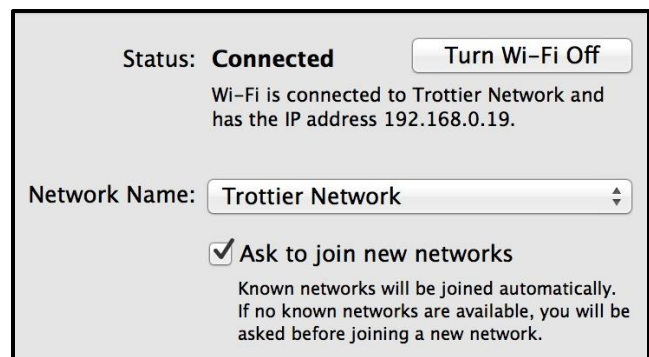 Status: Connected Turn Wi-Fi Off
Wi-Fi is connected to Trottier Network and
has the IP address 192.168.0.19.
Network Name: Trottier Network
Ask to join new networks
Known networks will be joined automatically.
If no known networks are available, you will be
asked before joining a new network.